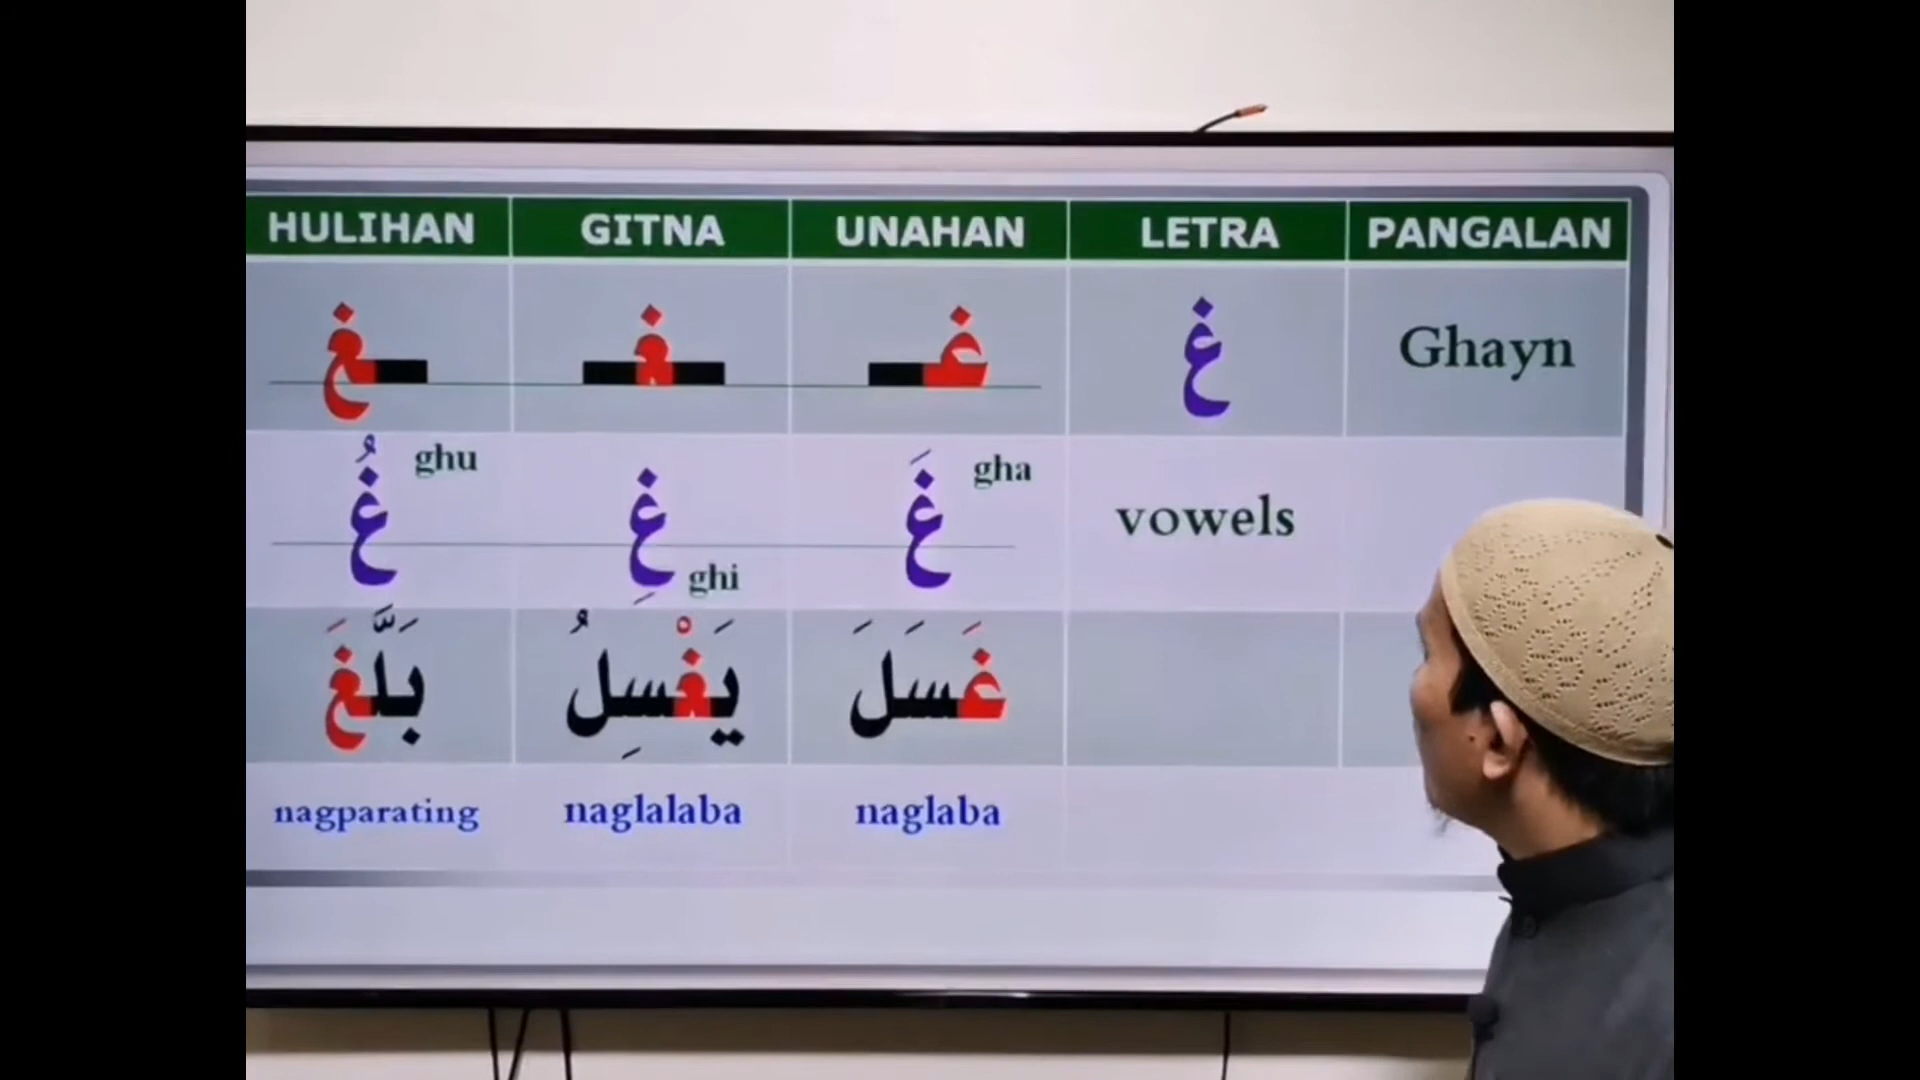 HULIHAN GITNA UNAHAN LETRA PANGALAN
ـغ ـغـ غـ غ Ghayn
غُ ghu غِ ghi غَ gha vowels
بَلَّغَ يَغْسِلُ غَسَلَ
nagparating naglalaba naglaba